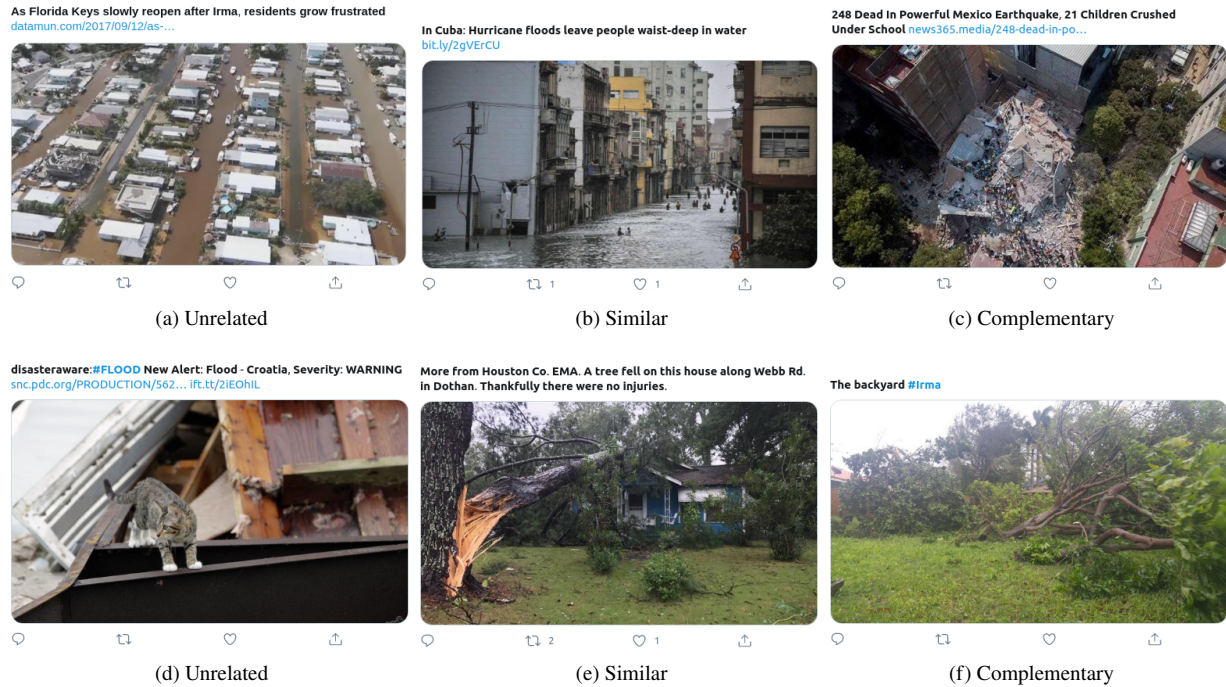 As Florida Keys slowly reopen after Irma, residents grow frustrated
datamun.com/2017/09/12/as-…
In Cuba: Hurricane floods leave people waist-deep in water
bit.ly/2gVErCU
248 Dead In Powerful Mexico Earthquake, 21 Children Crushed
Under School news365.media/248-dead-in-po…
1
1
(a) Unrelated
(b) Similar
(c) Complementary
disasteraware:#FLOOD New Alert: Flood - Croatia, Severity: WARNING
snc.pdc.org/PRODUCTION/562… ift.tt/2iEOhIL
More from Houston Co. EMA. A tree fell on this house along Webb Rd.
in Dothan. Thankfully there were no injuries.
The backyard #Irma
2
1
(d) Unrelated
(e) Similar
(f) Complementary